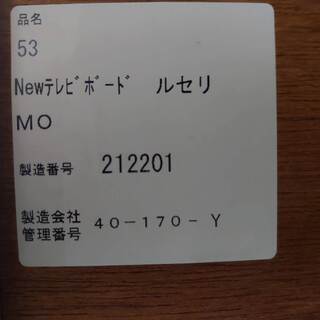 品名
53
Newﾃﾚﾋﾞﾎﾞｰﾄﾞ　ルセリ
ＭＯ
製造番号　212201
製造会社
管理番号　４０－１７０－　Ｙ